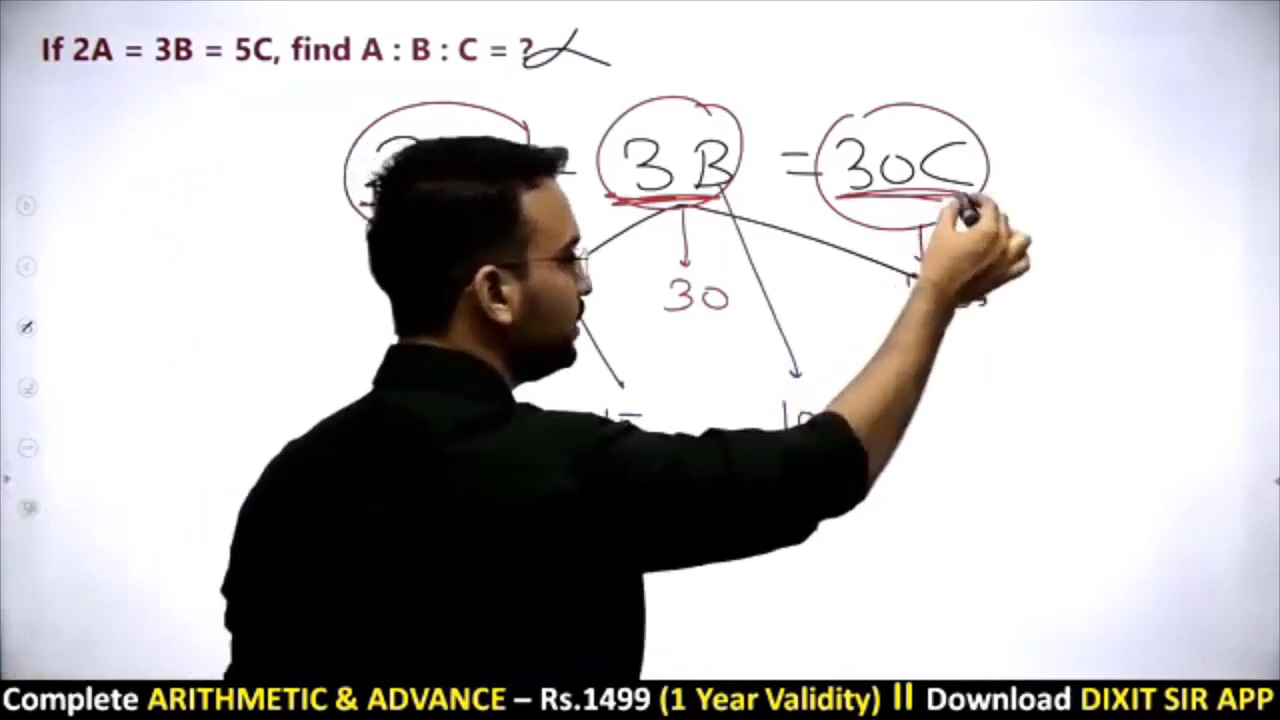 If 2A = 3B = 5C, find A : B : C = ?
= 3B = 30C
30
Complete ARITHMETIC & ADVANCE – Rs.1499 (1 Year Validity) II Download DIXIT SIR APP